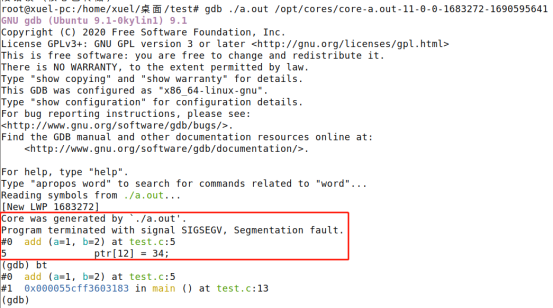 root@xuel-pc:/home/xuel/桌面/test# gdb ./a.out /opt/cores/core-a.out-11-0-0-1683272-1690595641
GNU gdb (Ubuntu 9.1-0kylin1) 9.1
Copyright (C) 2020 Free Software Foundation, Inc.
License GPLv3+: GNU GPL version 3 or later <http://gnu.org/licenses/gpl.html>
This is free software: you are free to change and redistribute it.
There is NO WARRANTY, to the extent permitted by law.
Type "show copying" and "show warranty" for details.
This GDB was configured as "x86_64-linux-gnu".
Type "show configuration" for configuration details.
For bug reporting instructions, please see:
<http://www.gnu.org/software/gdb/bugs/>.
Find the GDB manual and other documentation resources online at:
    <http://www.gnu.org/software/gdb/documentation/>.
For help, type "help".
Type "apropos word" to search for commands related to "word"...
Reading symbols from ./a.out...
[New LWP 1683272]
Core was generated by `./a.out'.
Program terminated with signal SIGSEGV, Segmentation fault.
#0  add (a=1, b=2) at test.c:5
5               ptr[12] = 34;
(gdb) bt
#0  add (a=1, b=2) at test.c:5
#1  0x000055cff3603183 in main () at test.c:13
(gdb)